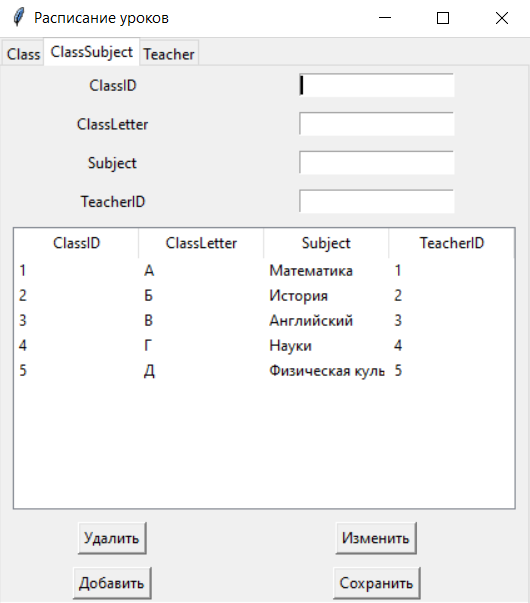 Расписание уроков
Class ClassSubject Teacher
ClassID
ClassLetter
Subject
TeacherID
ClassID ClassLetter Subject TeacherID
1 А Математика 1
2 Б История 2
3 В Английский 3
4 Г Науки 4
5 Д Физическая куль 5
Удалить Изменить
Добавить Сохранить